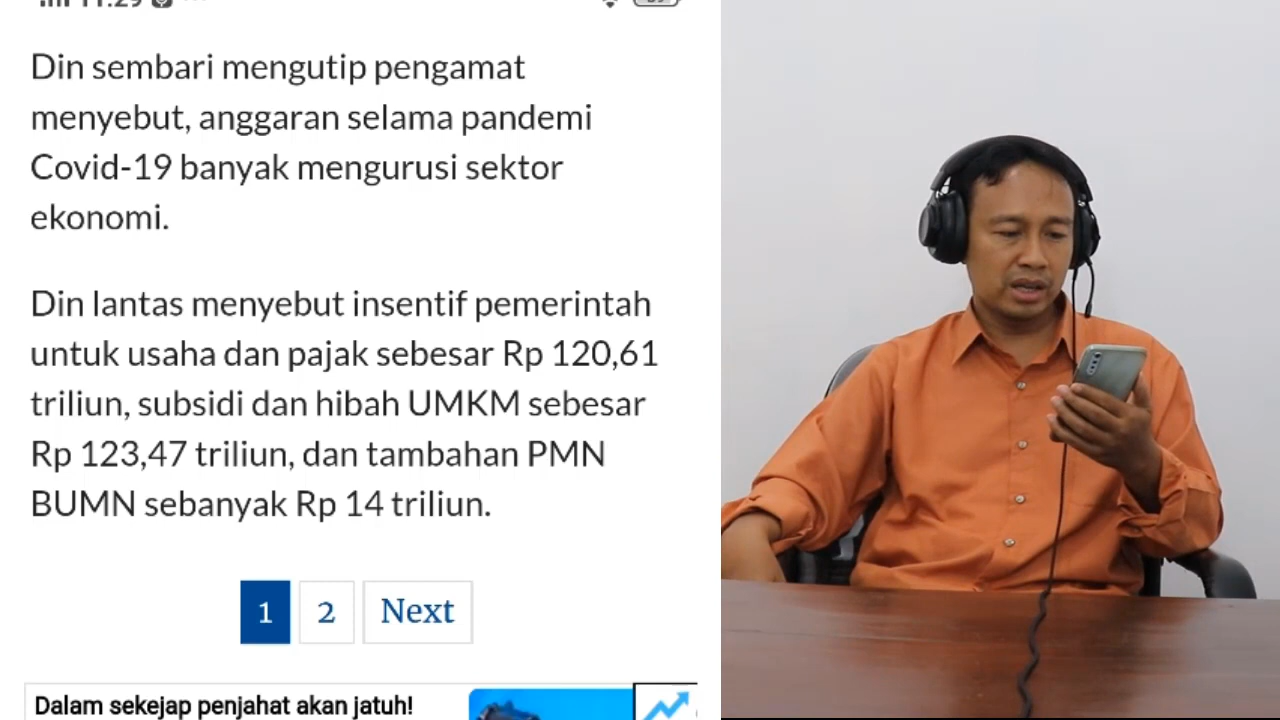 11:29
Din sembari mengutip pengamat
menyebut, anggaran selama pandemi
Covid-19 banyak mengurusi sektor
ekonomi.
Din lantas menyebut insentif pemerintah
untuk usaha dan pajak sebesar Rp 120,61
triliun, subsidi dan hibah UMKM sebesar
Rp 123,47 triliun, dan tambahan PMN
BUMN sebanyak Rp 14 triliun.
1 2 Next
Dalam sekejap penjahat akan jatuh!